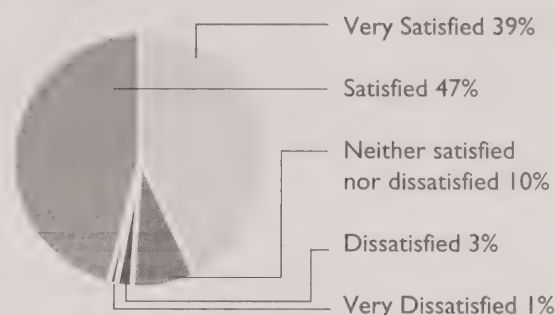 Very Satisfied 39%
Satisfied 47%
Neither satisfied
nor dissatisfied 10%
Dissatisfied 3%
Very Dissatisfied 1%